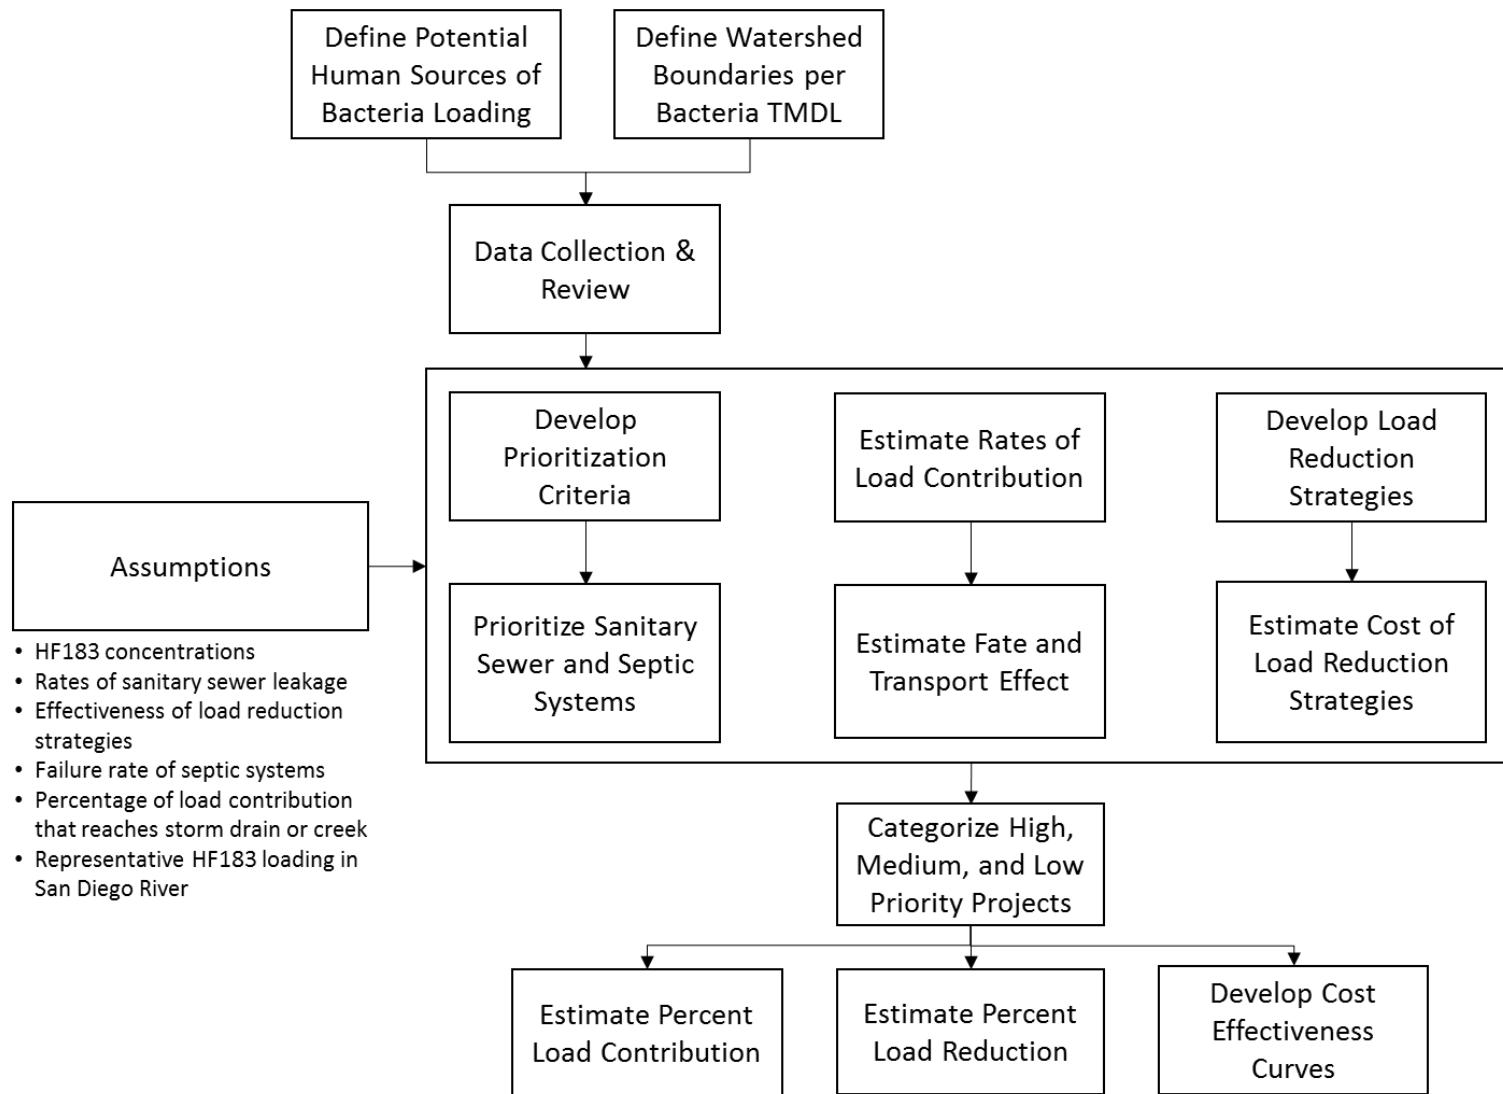 Define Potential
Human Sources of
Bacteria Loading
Define Watershed
Boundaries per
Bacteria TMDL
Data Collection &
Review
Develop
Prioritization
Criteria
Estimate Rates of
Load Contribution
Develop Load
Reduction
Strategies
Assumptions
Prioritize Sanitary
Sewer and Septic
Systems
Estimate Fate and
Transport Effect
Estimate Cost of
Load Reduction
Strategies
• HF183 concentrations
• Rates of sanitary sewer leakage
• Effectiveness of load reduction
strategies
• Failure rate of septic systems
• Percentage of load contribution
that reaches storm drain or creek
• Representative HF183 loading in
San Diego River
Categorize High,
Medium, and Low
Priority Projects
Estimate Percent
Load Contribution
Estimate Percent
Load Reduction
Develop Cost
Effectiveness
Curves